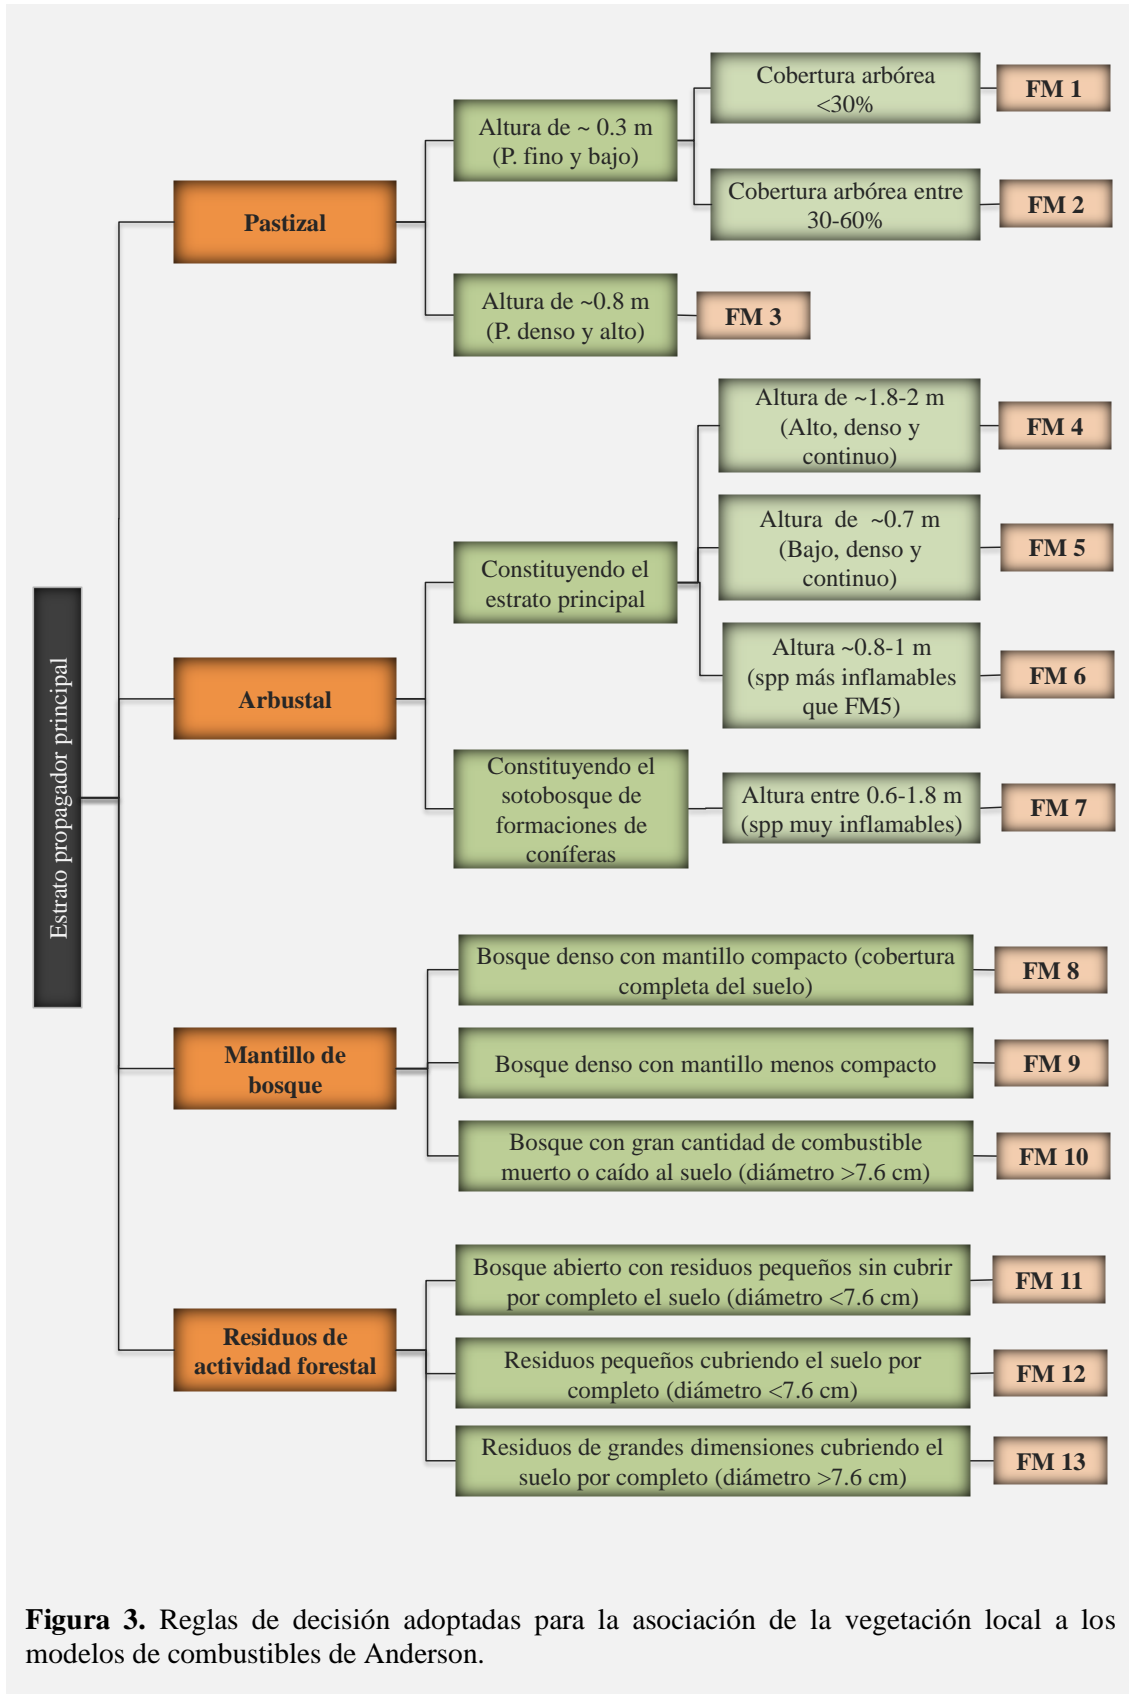 Estrato propagador principal
Pastizal
Altura de ~ 0.3 m
(P. fino y bajo)
Cobertura arbórea
<30%
FM 1
Cobertura arbórea entre
30-60%
FM 2
Altura de ~0.8 m
(P. denso y alto)
FM 3
Arbustal
Constituyendo el
estrato principal
Altura de ~1.8-2 m
(Alto, denso y
continuo)
FM 4
Altura de ~0.7 m
(Bajo, denso y
continuo)
FM 5
Altura ~0.8-1 m
(spp más inflamables
que FM5)
FM 6
Constituyendo el
sotobosque de
formaciones de
coníferas
Altura entre 0.6-1.8 m
(spp muy inflamables)
FM 7
Mantillo de
bosque
Bosque denso con mantillo compacto (cobertura
completa del suelo)
FM 8
Bosque denso con mantillo menos compacto
FM 9
Bosque con gran cantidad de combustible
muerto o caído al suelo (diámetro >7.6 cm)
FM 10
Residuos de
actividad forestal
Bosque abierto con residuos pequeños sin cubrir
por completo el suelo (diámetro <7.6 cm)
FM 11
Residuos pequeños cubriendo el suelo por
completo (diámetro <7.6 cm)
FM 12
Residuos de grandes dimensiones cubriendo el
suelo por completo (diámetro >7.6 cm)
FM 13
Figura 3. Reglas de decisión adoptadas para la asociación de la vegetación local a los
modelos de combustibles de Anderson.